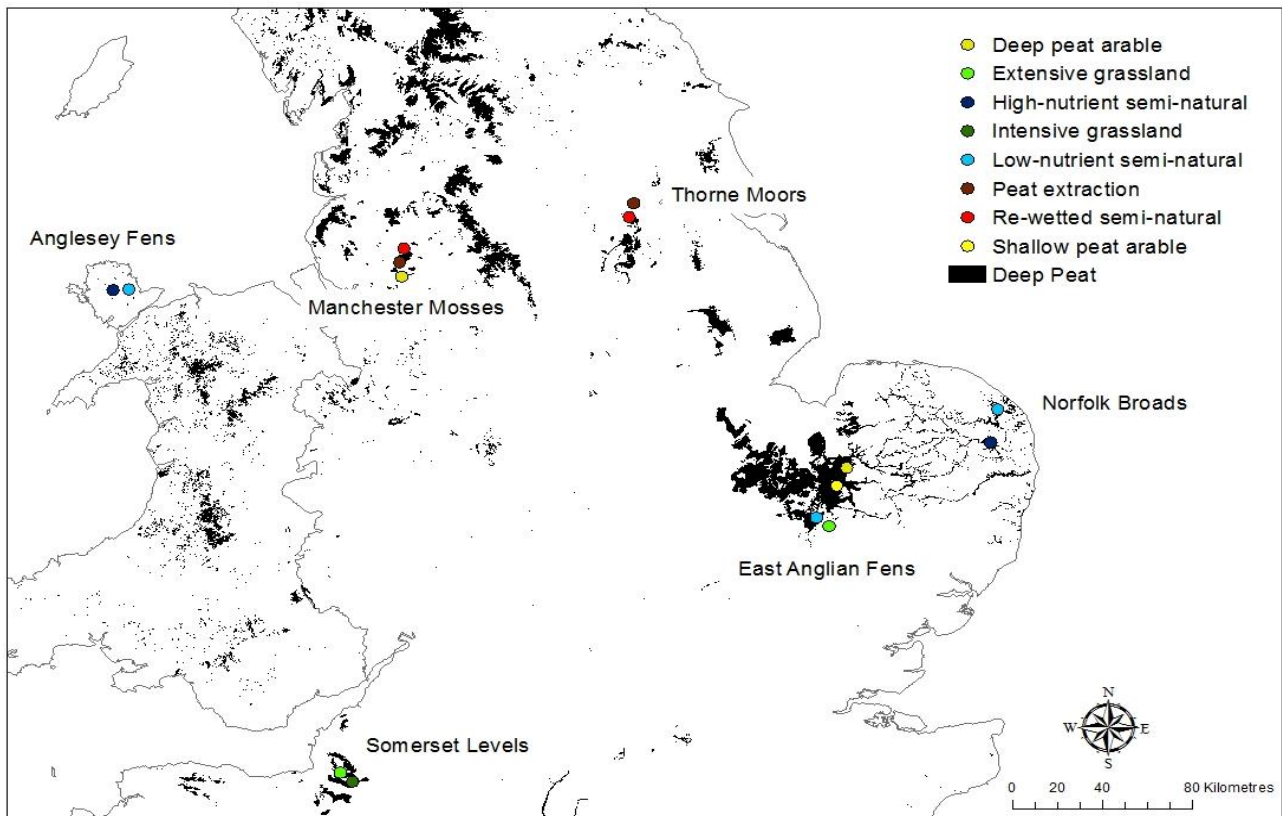 Deep peat arable
Extensive grassland
High-nutrient semi-natural
Intensive grassland
Low-nutrient semi-natural
Peat extraction
Re-wetted semi-natural
Shallow peat arable
Deep Peat
Thorne Moors
Anglesey Fens
Manchester Mosses
Norfolk Broads
East Anglian Fens
Somerset Levels
N
W E
S
0 20 40 80 Kilometres